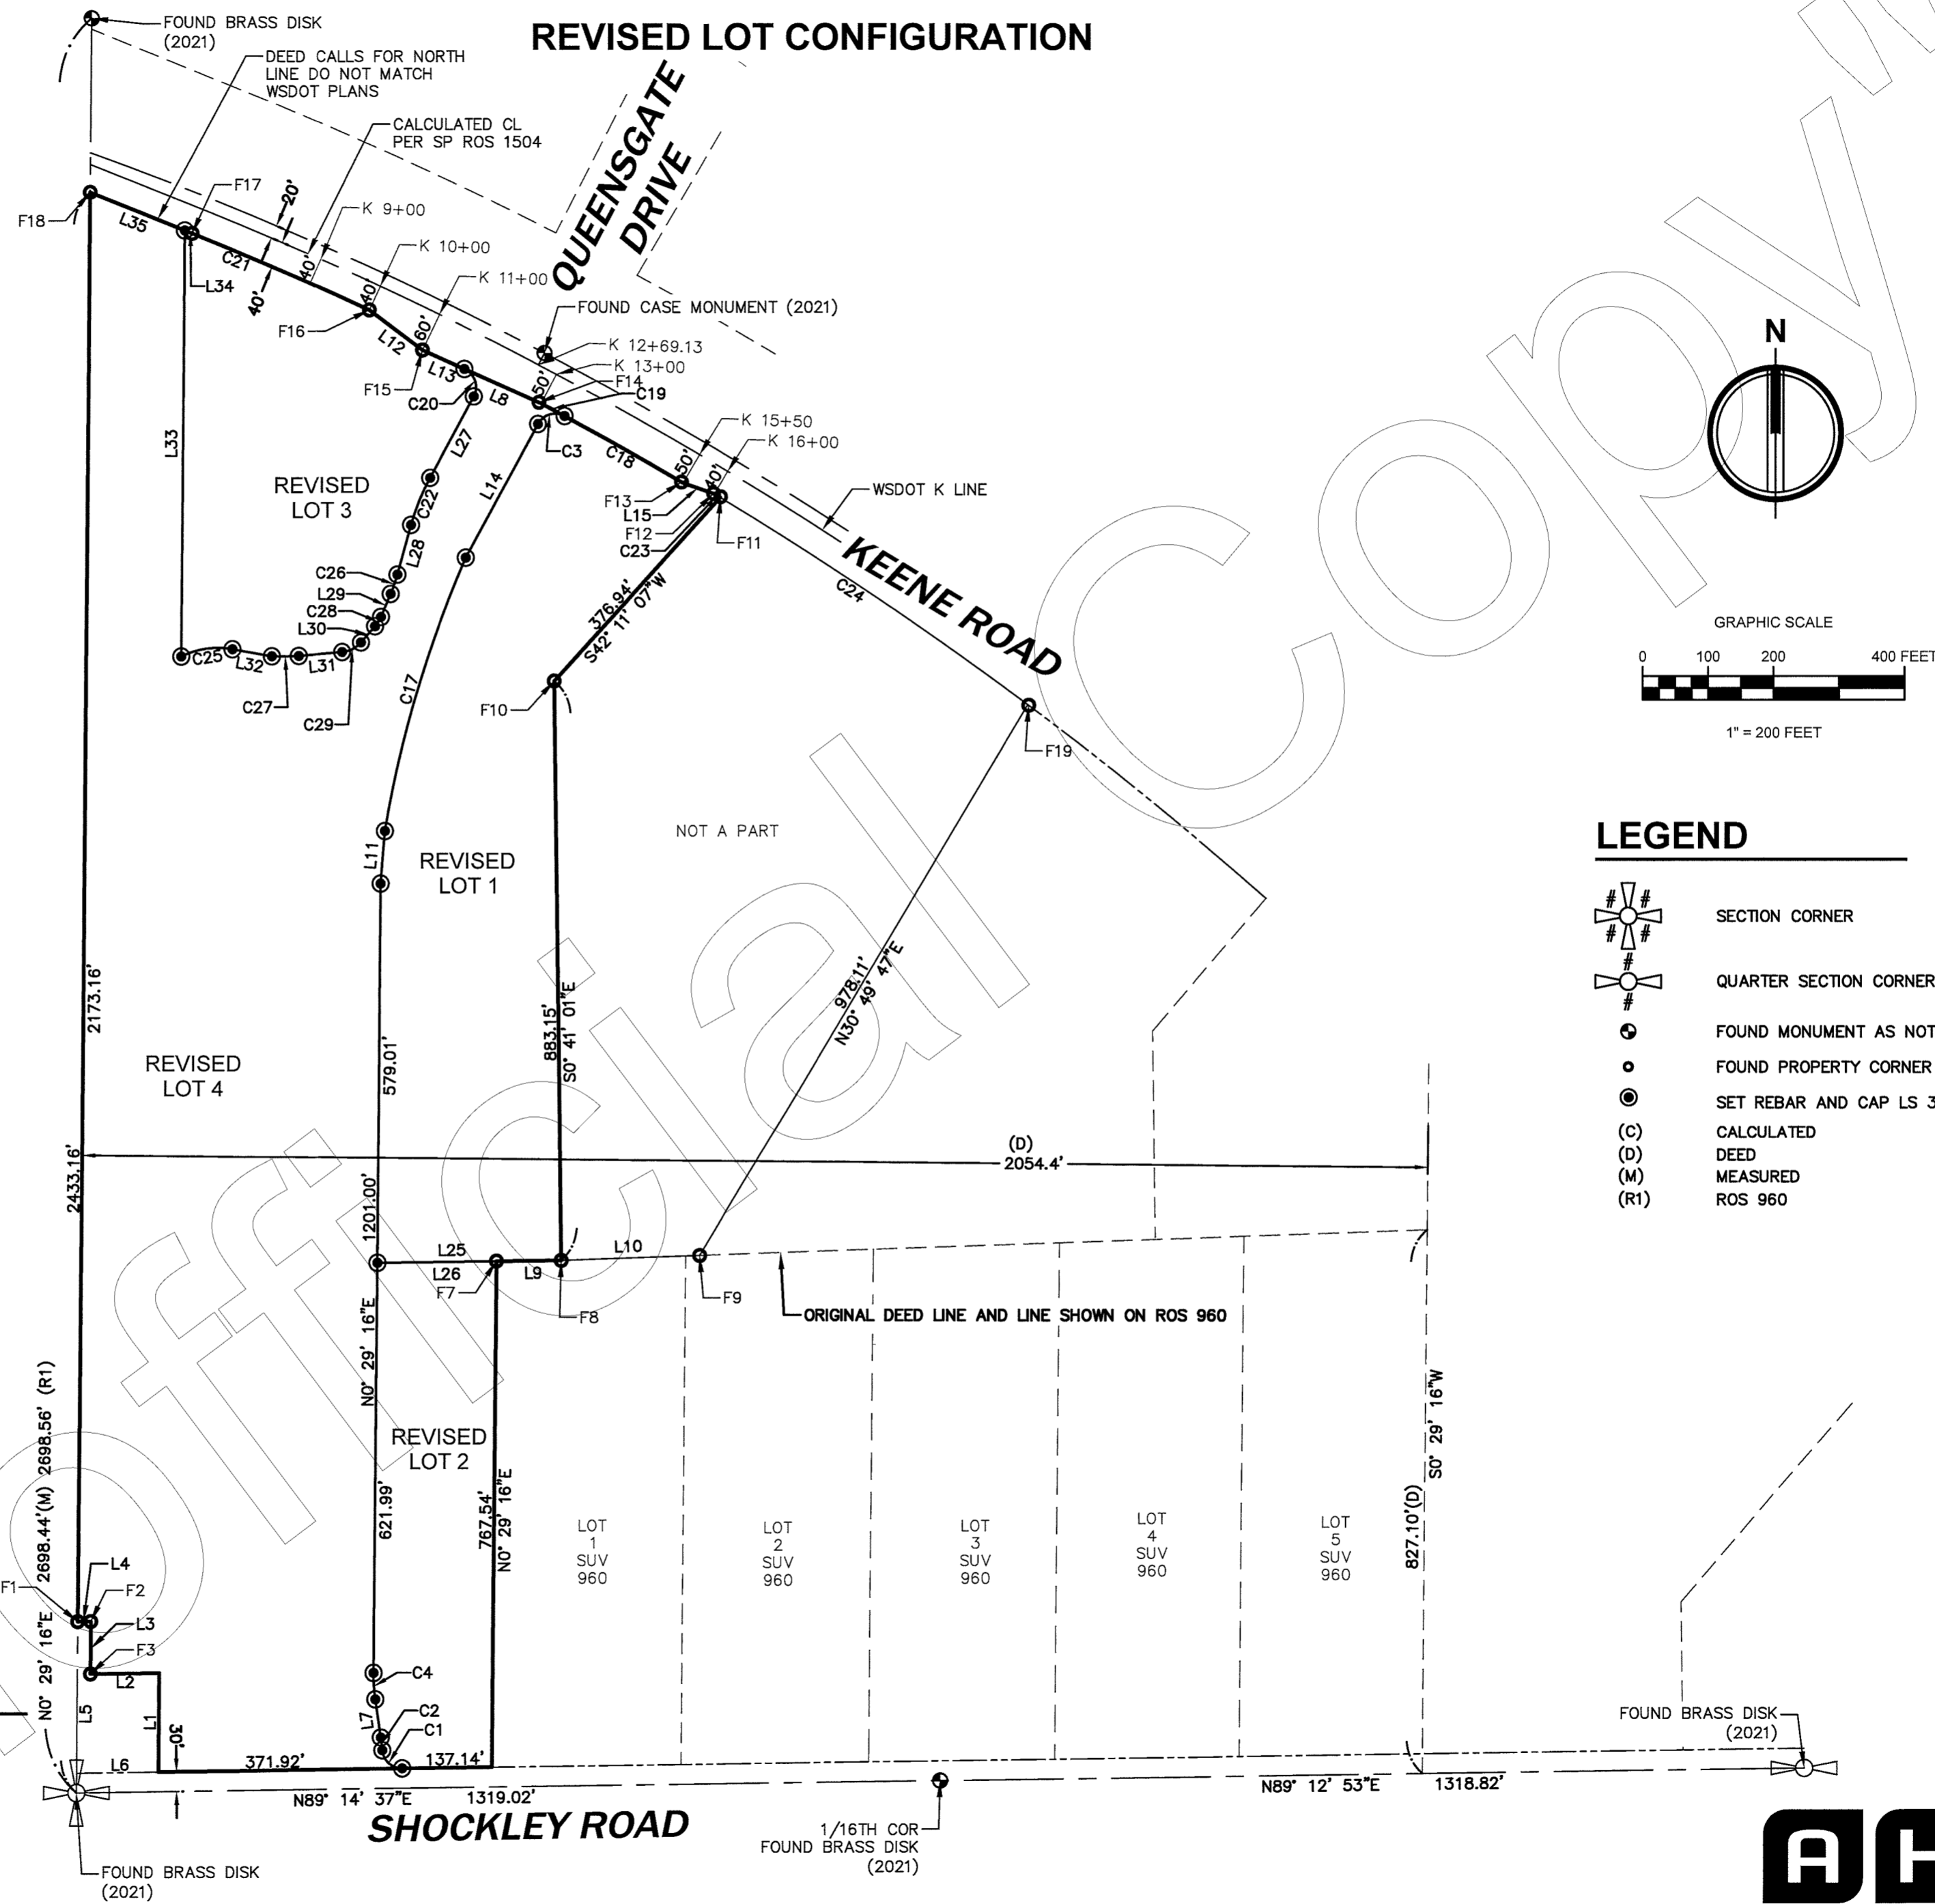 REVISED LOT CONFIGURATION
FOUND BRASS DISK
(2021)
DEED CALLS FOR NORTH
LINE DO NOT MATCH
WSDOT PLANS
CALCULATED CL
PER SP ROS 1504
QUEENSGATE
DRIVE
F17
20'
K 9+00
F18
L35
K 10+00
C21
40'
L34
40'
40'
K 11+00
FOUND CASE MONUMENT (2021)
F16
L12
60'
K 12+69.13
K 13+00
F15
L13
50'
F14
C19
C20
L8
K 15+50
K 16+00
C3
C18
50'
40'
L33
L27
WSDOT K LINE
REVISED
LOT 3
L14
F13
L15
F12
C23
F11
C22
L28
KEENE ROAD
C26
L29
C28
L30
376.94'
S42° 11' 07"W
C24
C25
L32
L31
C27
C29
C17
F10
F19
N
GRAPHIC SCALE
0 100 200 400 FEET
1" = 200 FEET
NOT A PART
L11
REVISED
LOT 1
LEGEND
# # # #
SECTION CORNER
# #
QUARTER SECTION CORNER
FOUND MONUMENT AS NOT
FOUND PROPERTY CORNER
SET REBAR AND CAP LS 3
(C) CALCULATED
(D) DEED
(M) MEASURED
(R1) ROS 960
2173.16'
883.15'
S0° 41' 01"E
978.11'
N30° 49' 47"E
579.01'
REVISED
LOT 4
(D)
2054.4'
2433.16'
1201.00'
L25
L26
L9
L10
F7
F8
F9
ORIGINAL DEED LINE AND LINE SHOWN ON ROS 960
N0° 29' 16"E
REVISED
LOT 2
N0° 29' 16"E 2698.44'(M) 2698.56' (R1)
621.99'
767.54'
N0° 29' 16"E
LOT
1
SUV
960
LOT
2
SUV
960
LOT
3
SUV
960
LOT
4
SUV
960
LOT
5
SUV
960
827.10'(D)
S0° 29' 16"W
F1
L4
F2
L3
F3
L2
L5
L1
30'
C4
L7
C2
C1
L6
371.92'
137.14'
N89° 14' 37"E 1319.02'
N89° 12' 53"E 1318.82'
FOUND BRASS DISK
(2021)
SHOCKLEY ROAD
1/16TH COR
FOUND BRASS DISK
(2021)
FOUND BRASS DISK
(2021)
AH
official Copy